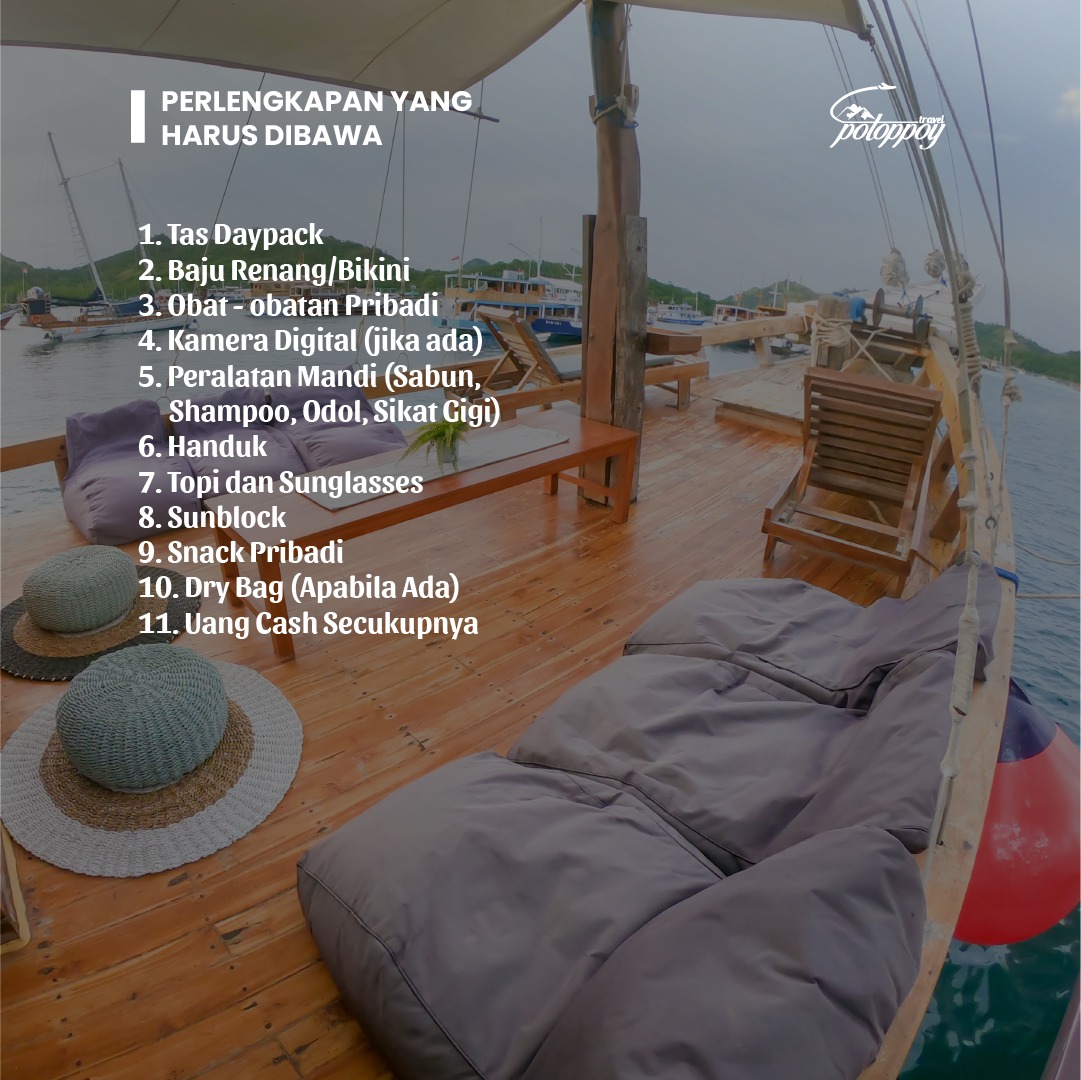 PERLENGKAPAN YANG
HARUS DIBAWA
travel
poloppoy
1. Tas Daypack
2. Baju Renang/Bikini
3. Obat - obatan Pribadi
4. Kamera Digital (jika ada)
5. Peralatan Mandi (Sabun,
Shampoo, Odol, Sikat Gigi)
6. Handuk
7. Topi dan Sunglasses
8. Sunblock
9. Snack Pribadi
10. Dry Bag (Apabila Ada)
11. Uang Cash Secukupnya